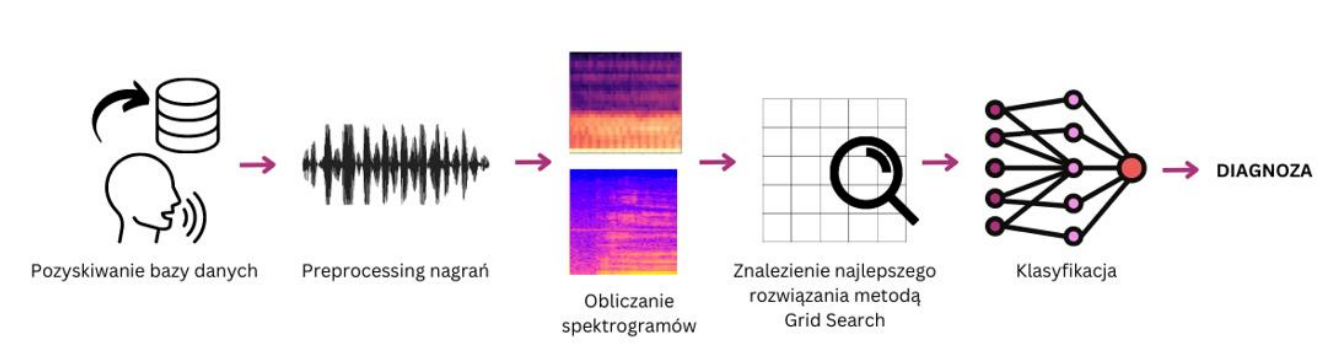 Pozyskiwanie bazy danych
Preprocessing nagrań
Obliczanie
spektrogramów
Znalezienie najlepszego
rozwiązania metodą
Grid Search
Klasyfikacja
DIAGNOZA